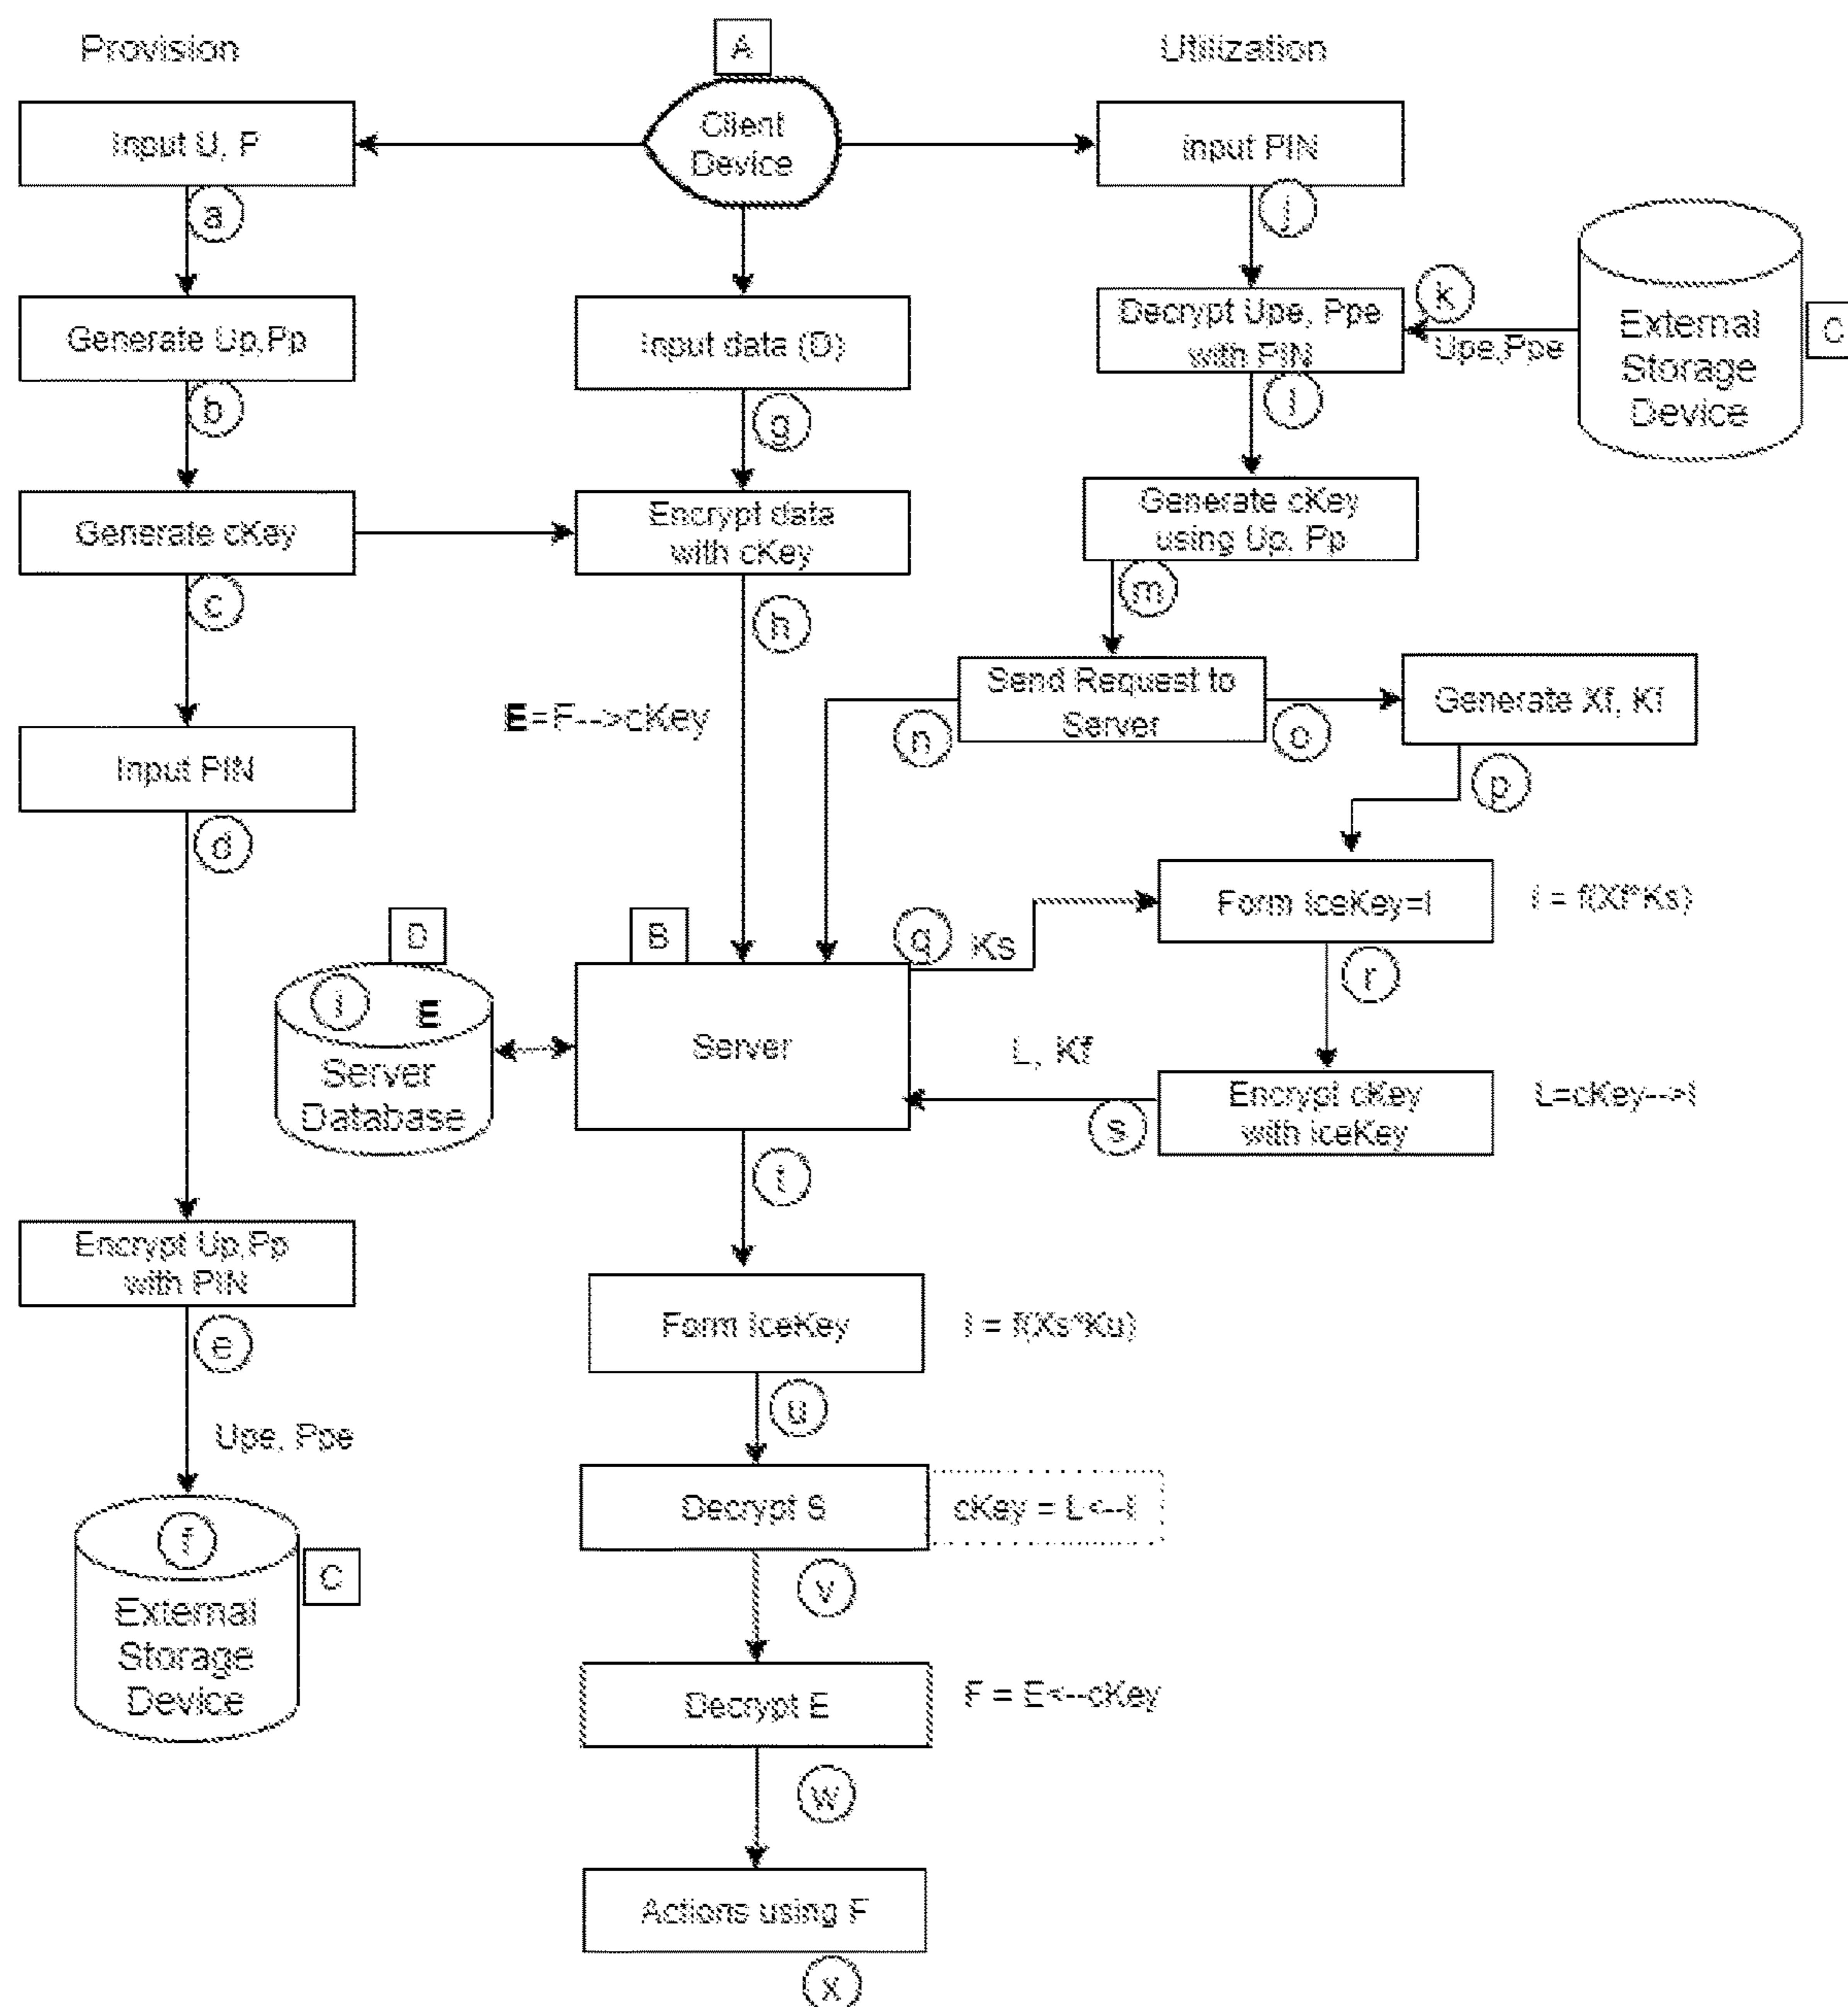 Provision
A
Utilization
Client
Device
Input U, P
Input PIN
a
j
Generate Up,Pp
Input data (D)
Decrypt Upe, Ppe
with PIN
k
Upe,Ppe
External
Storage
Device
C
b
g
l
Generate cKey
Encrypt data
with cKey
Generate cKey
using Up, Pp
c
h
m
Send Request to
Server
Generate Xf, Kf
E=F-->cKey
n
o
p
Input PIN
d
Form IceKey=I
I = f(Xf*Ks)
D
B
q
Ks
r
i
E
Server
Database
Server
L, Kf
Encrypt cKey
with IceKey
L=cKey-->I
s
t
Encrypt Up,Pp
with PIN
e
Form IceKey
I = f(Xs*Ku)
u
Upe, Ppe
Decrypt S
cKey = L<--I
f
C
External
Storage
Device
v
Decrypt E
F = E<--cKey
w
Actions using F
x